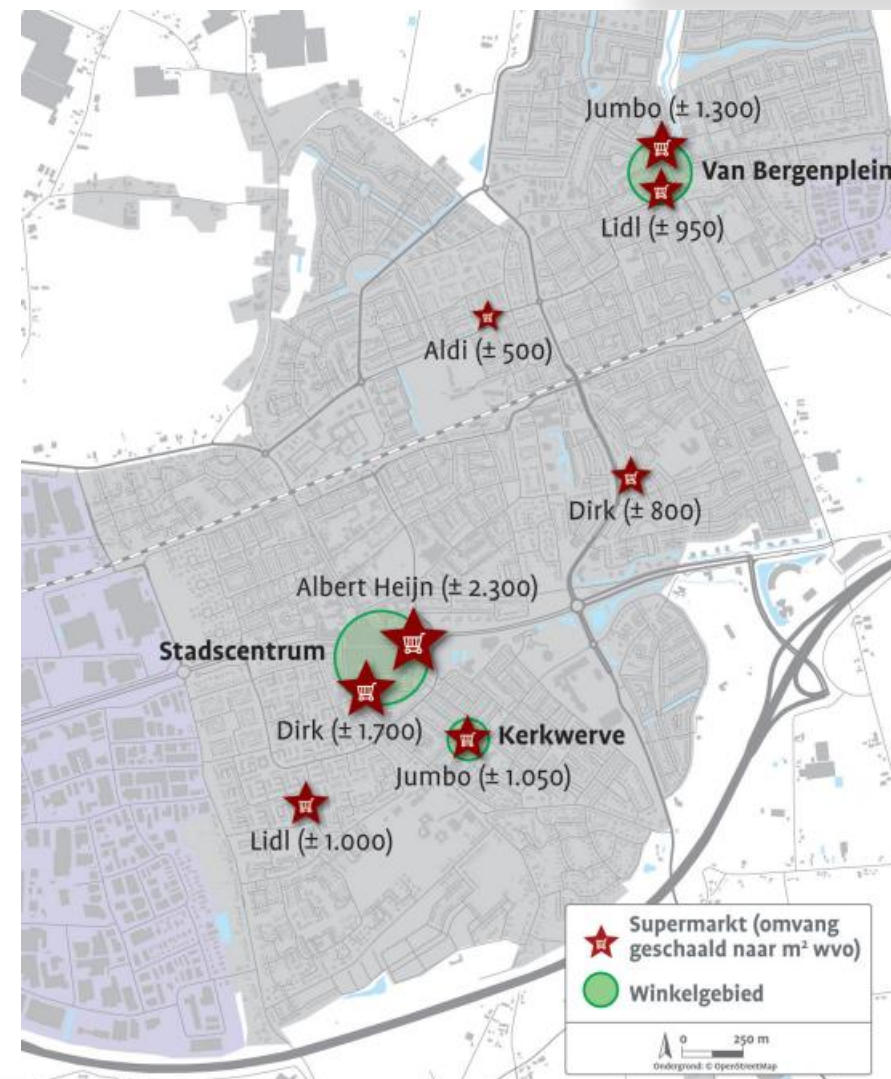 Jumbo (± 1.300)
Van Bergenplein
Lidl (± 950)
Aldi (± 500)
Dirk (± 800)
Albert Heijn (± 2.300)
Stadscentrum
Dirk (± 1.700)
Kerkwerve
Jumbo (± 1.050)
Lidl (± 1.000)
Supermarkt (omvang
geschaald naar m² wvo)
Winkelgebied
0 250 m
Ondergrond: © OpenStreetMap